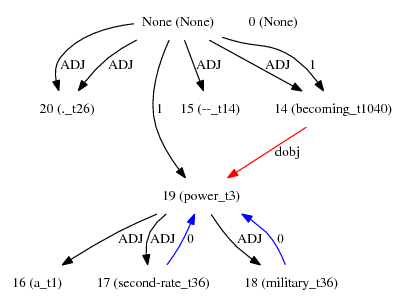 None (None) 0 (None)
ADJ ADJ ADJ ADJ 1
20 (._t26) 1 15 (--_t14) 14 (becoming_t1040)
dobj
19 (power_t3)
ADJ ADJ 0 ADJ 0
16 (a_t1) 17 (second-rate_t36) 18 (military_t36)